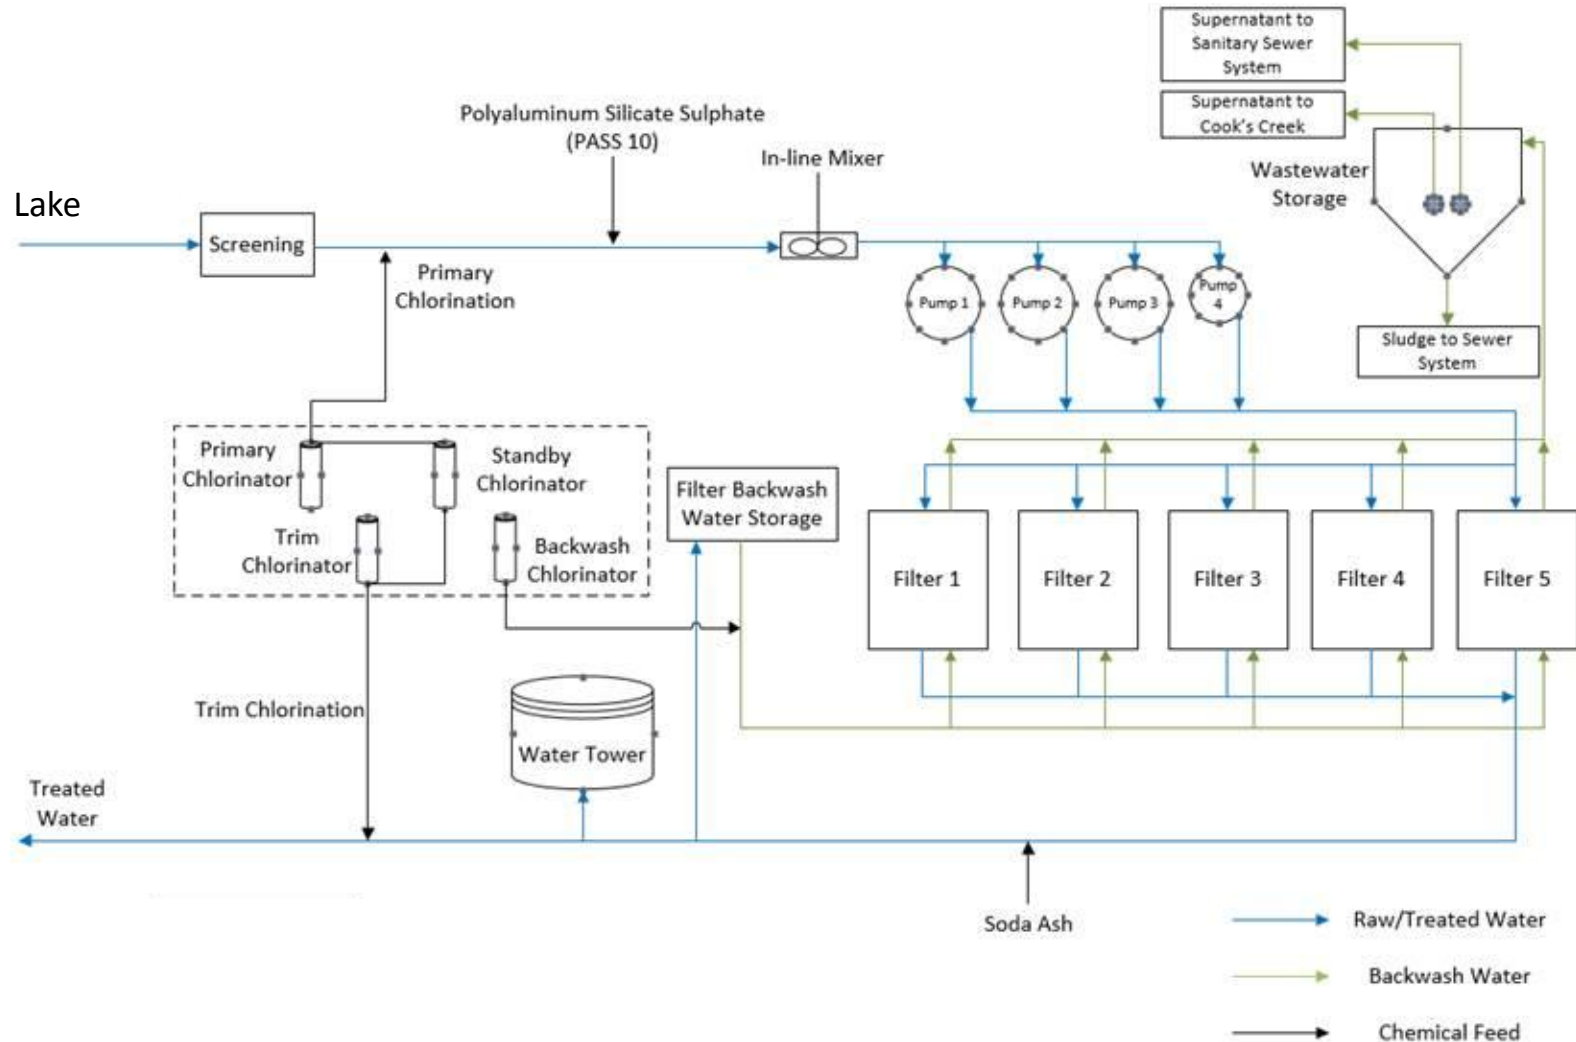 Supernatant to
Sanitary Sewer
System
Supernatant to
Cook's Creek
Polyaluminum Silicate Sulphate
(PASS 10)
In-line Mixer
Wastewater
Storage
Lake
Screening
Primary
Chlorination
Pump 1
Pump 2
Pump 3
Pump
4
Sludge to Sewer
System
Primary
Chlorinator
Standby
Chlorinator
Trim
Chlorinator
Backwash
Chlorinator
Filter Backwash
Water Storage
Filter 1
Filter 2
Filter 3
Filter 4
Filter 5
Trim Chlorination
Water Tower
Treated
Water
Soda Ash
Raw/Treated Water
Backwash Water
Chemical Feed